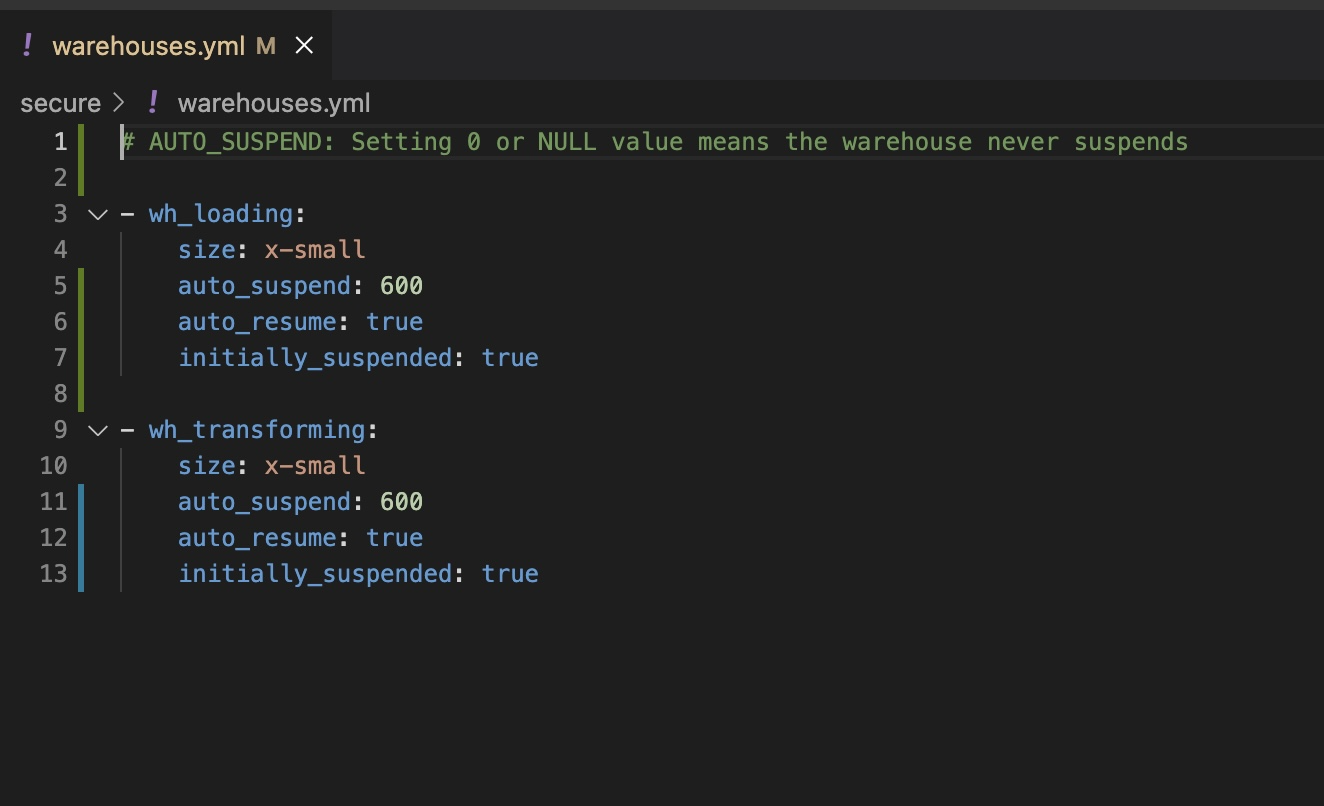 ! warehouses.yml M ×
secure > ! warehouses.yml
1 # AUTO_SUSPEND: Setting 0 or NULL value means the warehouse never suspends
2
3 - wh_loading:
4 size: x-small
5 auto_suspend: 600
6 auto_resume: true
7 initially_suspended: true
8
9 - wh_transforming:
10 size: x-small
11 auto_suspend: 600
12 auto_resume: true
13 initially_suspended: true